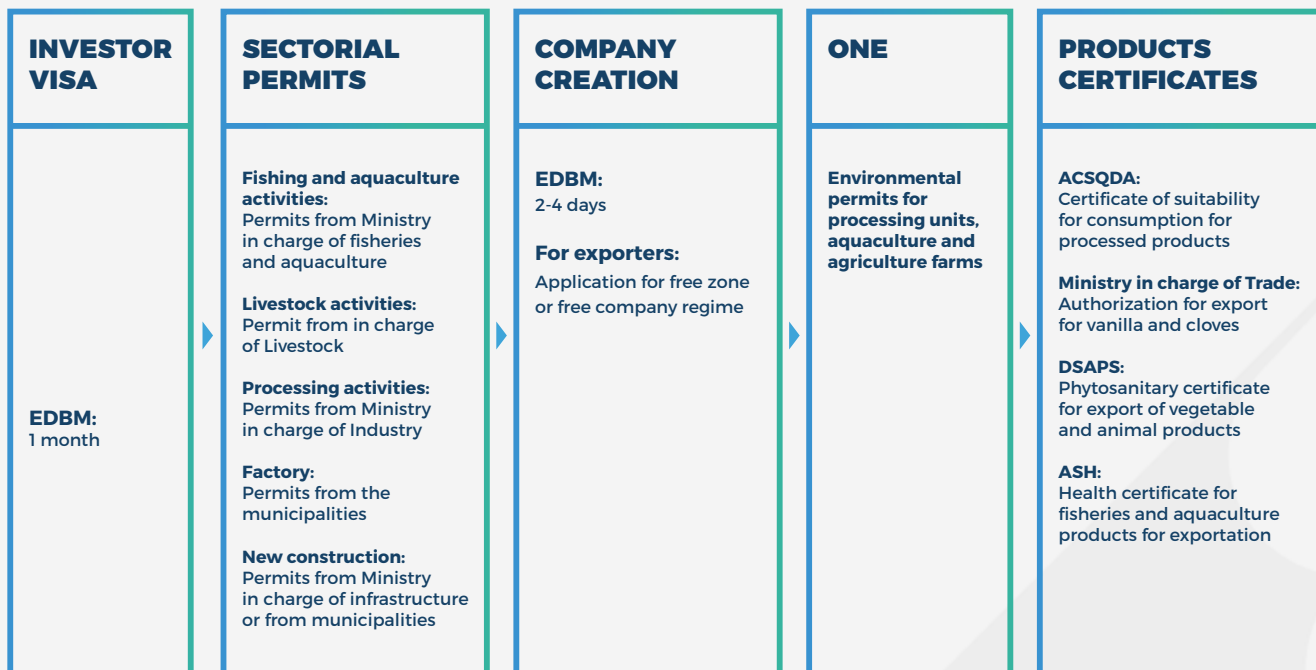 INVESTOR
VISA
EDBM:
1 month
SECTORIAL
PERMITS
Fishing and aquaculture
activities:
Permits from Ministry
in charge of fisheries
and aquaculture
Livestock activities:
Permit from in charge
of Livestock
Processing activities:
Permits from Ministry
in charge of Industry
Factory:
Permits from the
municipalities
New construction:
Permits from Ministry
in charge of infrastructure
or from municipalities
COMPANY
CREATION
EDBM:
2-4 days
For exporters:
Application for free zone
or free company regime
ONE
Environmental
permits for
processing units,
aquaculture and
agriculture farms
PRODUCTS
CERTIFICATES
ACSQDA:
Certificate of suitability
for consumption for
processed products
Ministry in charge of Trade:
Authorization for export
for vanilla and cloves
DSAPS:
Phytosanitary certificate
for export of vegetable
and animal products
ASH:
Health certificate for
fisheries and aquaculture
products for exportation